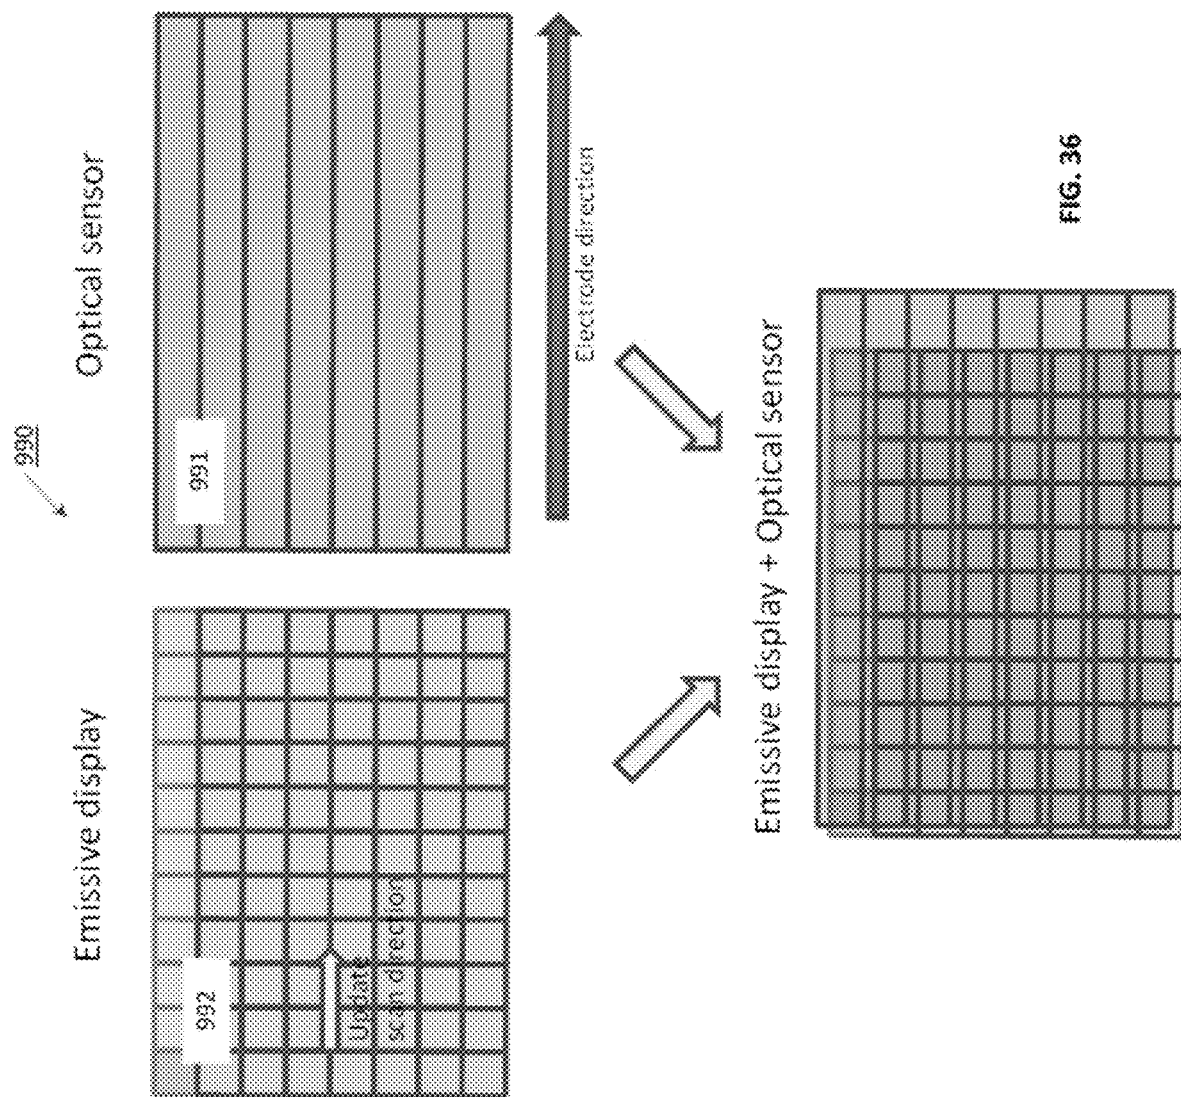 990
Emissive display
Optical sensor
992
Update
scan direction
991
Electrode direction
Emissive display + Optical sensor
FIG. 36